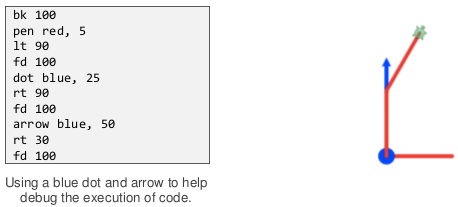 bk 100
pen red, 5
lt 90
fd 100
dot blue, 25
rt 90
fd 100
arrow blue, 50
rt 30
fd 100
Using a blue dot and arrow to help
debug the execution of code.